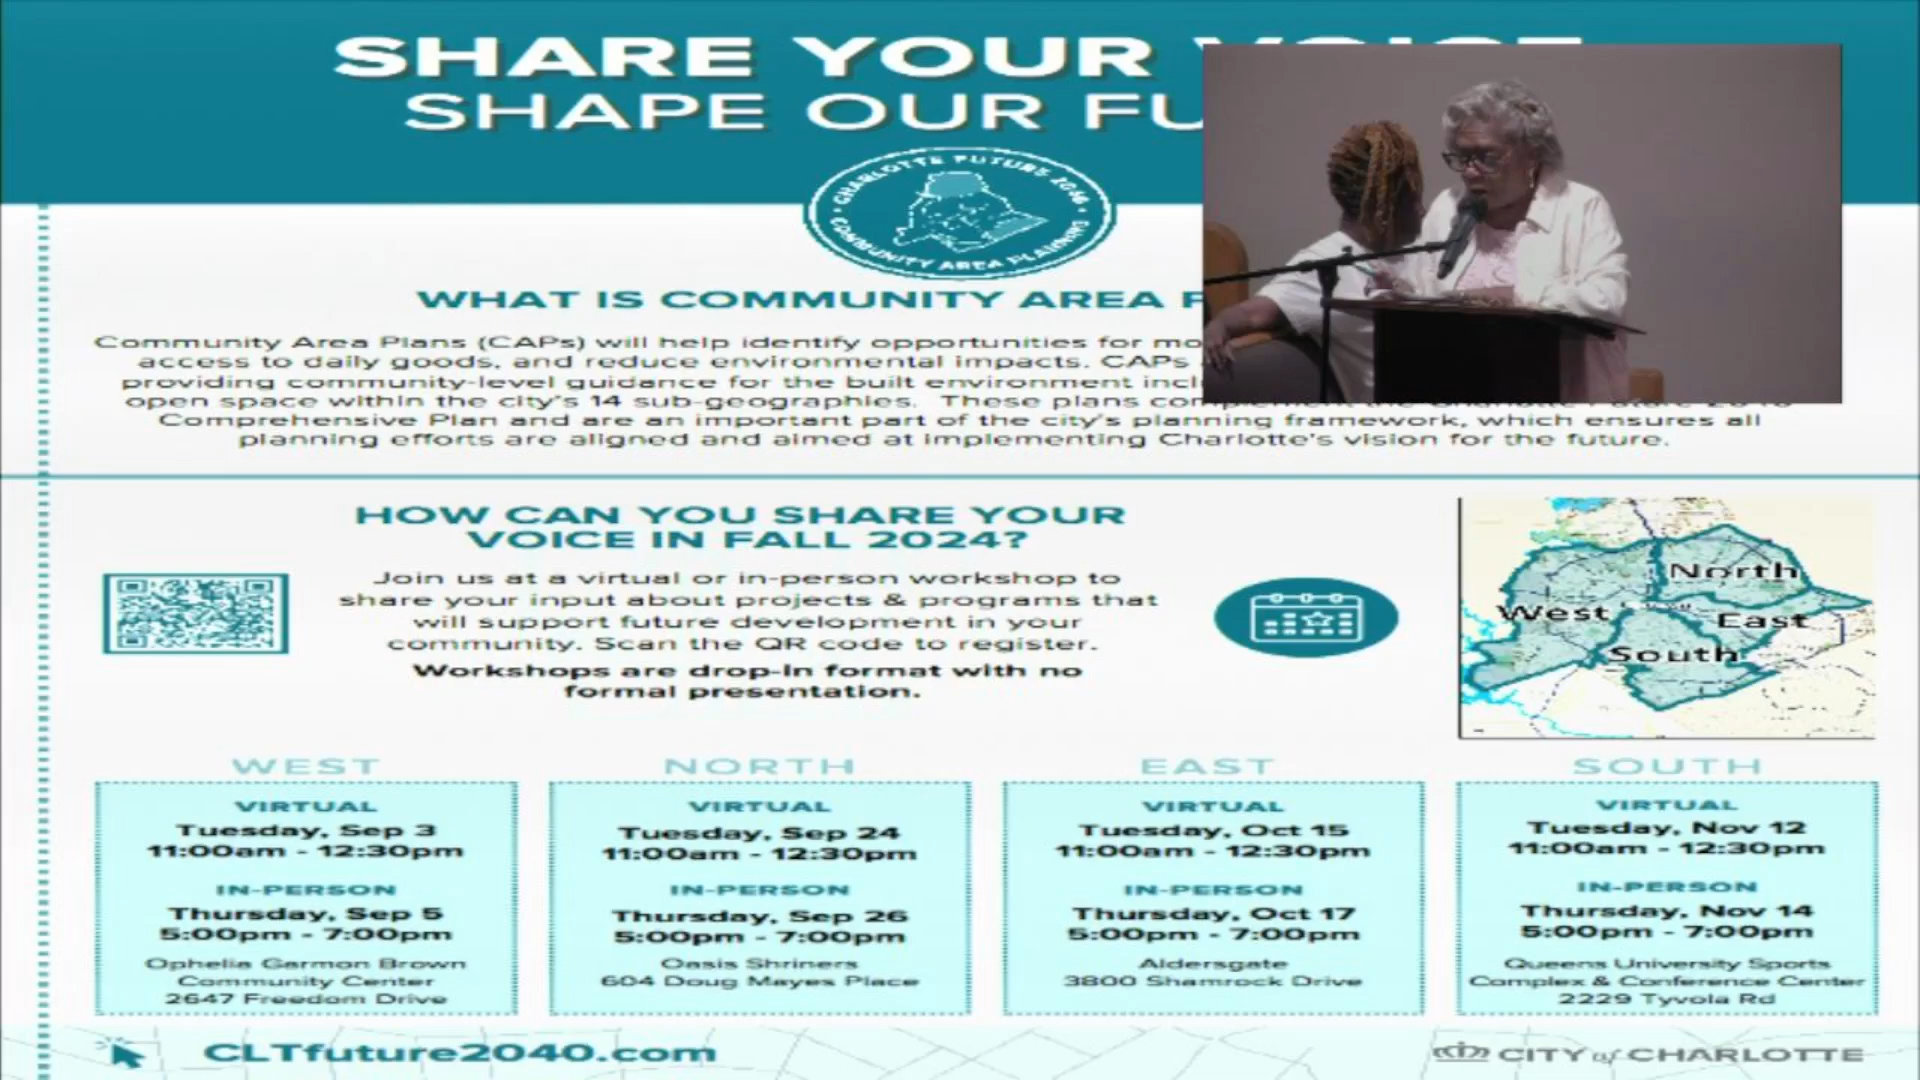 SHARE YOUR
SHAPE OUR FU
CHARLOTTE FUTURE 2040
COMMUNITY AREA PLANNING
WHAT IS COMMUNITY AREA P
Community Area Plans (CAPs) will help identify opportunities for mo
access to daily goods, and reduce environmental impacts. CAPs
providing community-level guidance for the built environment incl
open space within the city's 14 sub-geographies. These plans complement the Charlotte Future 2040
Comprehensive Plan and are an important part of the city's planning framework, which ensures all
planning efforts are aligned and aimed at implementing Charlotte's vision for the future.
HOW CAN YOU SHARE YOUR
VOICE IN FALL 2024?
Join us at a virtual or in-person workshop to
share your input about projects & programs that
will support future development in your
community. Scan the QR code to register.
Workshops are drop-in format with no
formal presentation.
North
West
East
South
WEST
VIRTUAL
Tuesday, Sep 3
11:00am - 12:30pm
IN-PERSON
Thursday, Sep 5
5:00pm - 7:00pm
Ophelia Garmon Brown
Community Center
2647 Freedom Drive
NORTH
VIRTUAL
Tuesday, Sep 24
11:00am - 12:30pm
IN-PERSON
Thursday, Sep 26
5:00pm - 7:00pm
Oasis Shriners
604 Doug Mayes Place
EAST
VIRTUAL
Tuesday, Oct 15
11:00am - 12:30pm
IN-PERSON
Thursday, Oct 17
5:00pm - 7:00pm
Aldersgate
3800 Shamrock Drive
SOUTH
VIRTUAL
Tuesday, Nov 12
11:00am - 12:30pm
IN-PERSON
Thursday, Nov 14
5:00pm - 7:00pm
Queens University Sports
Complex & Conference Center
2229 Tyvola Rd
CLTfuture2040.com
CITY of CHARLOTTE